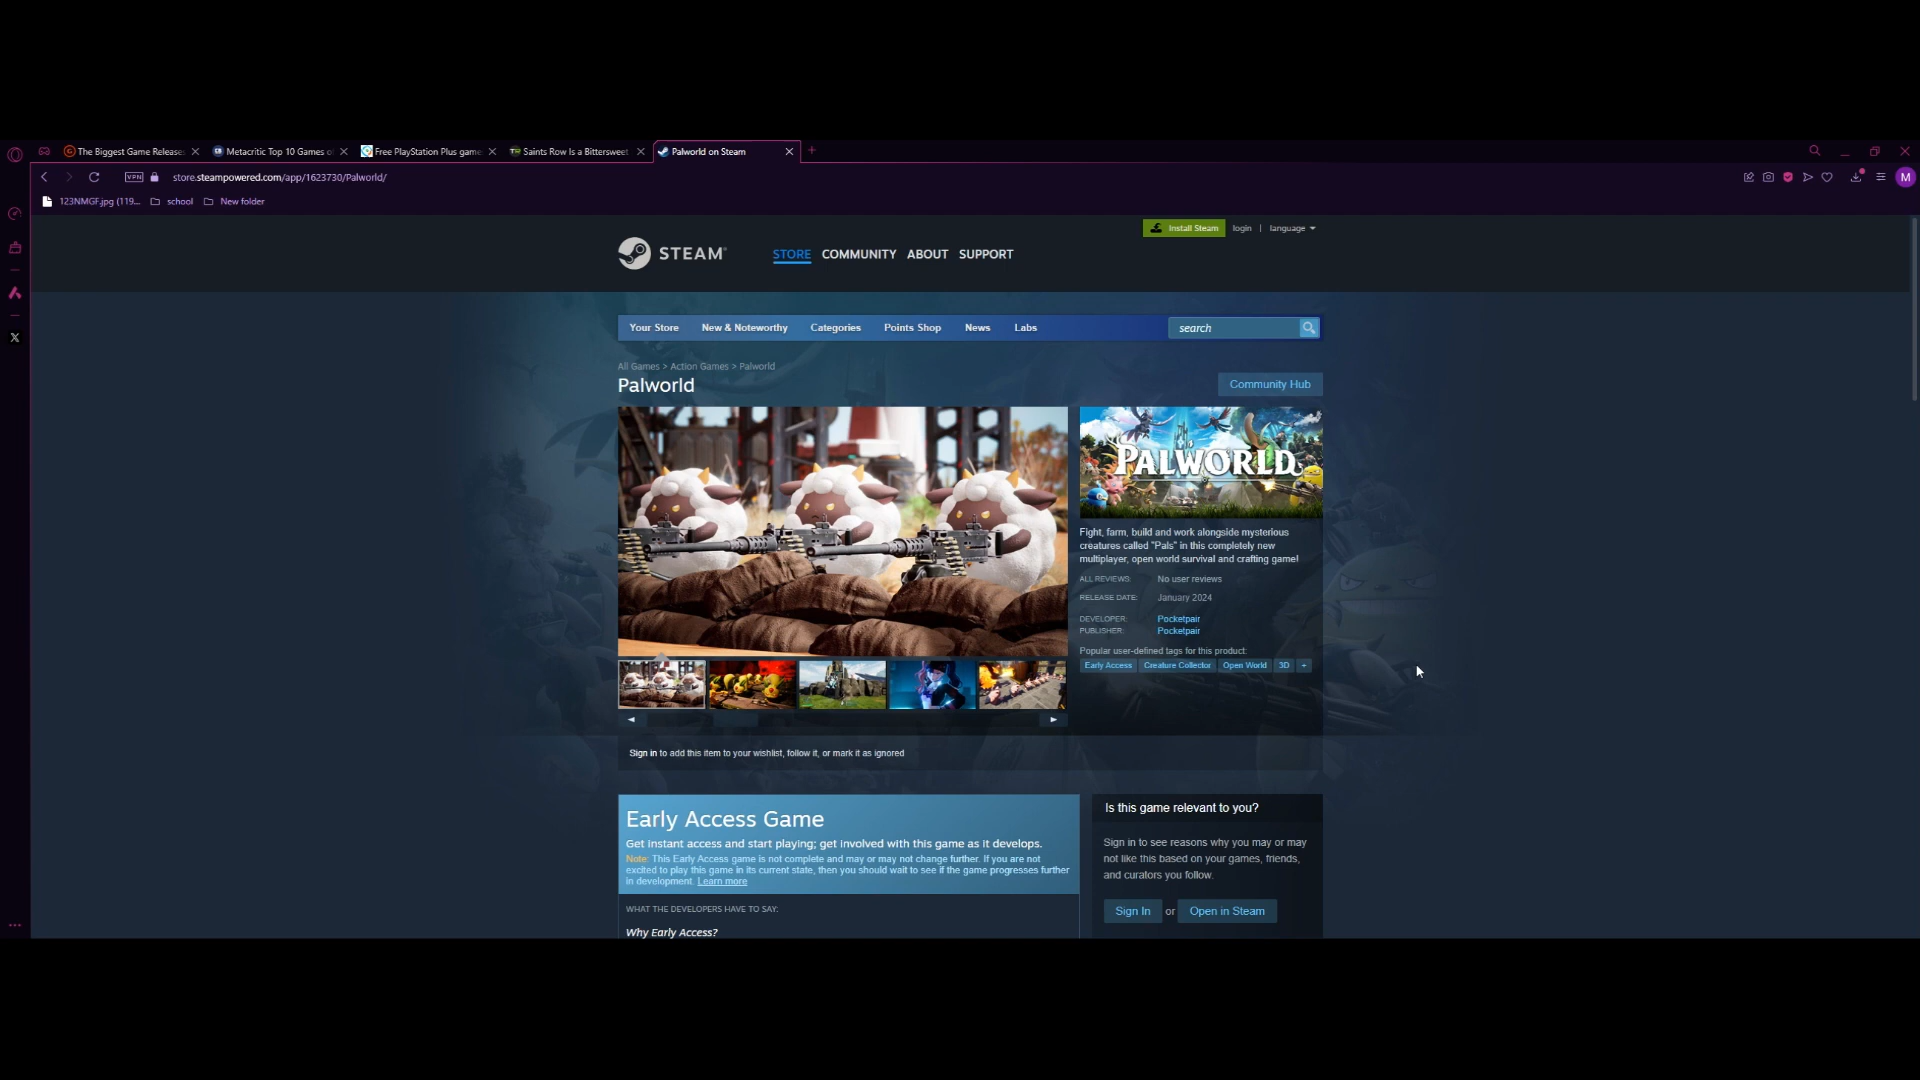 The Biggest Game Releases
Metacritic Top 10 Games o
Free PlayStation Plus game
Saints Row Is a Bittersweet
Palworld on Steam
VPN
store.steampowered.com/app/1623730/Palworld/
M
123NMGF.jpg (119...
school
New folder
Install Steam
login | language
STEAM
STORE COMMUNITY ABOUT SUPPORT
Your Store New & Noteworthy Categories Points Shop News Labs
search
All Games > Action Games > Palworld
Palworld
Community Hub
PALWORLD
Fight, farm, build and work alongside mysterious
creatures called "Pals" in this completely new
multiplayer, open world survival and crafting game!
ALL REVIEWS: No user reviews
RELEASE DATE: January 2024
DEVELOPER: Pocketpair
PUBLISHER: Pocketpair
Popular user-defined tags for this product:
Early Access Creature Collector Open World 3D +
Sign in to add this item to your wishlist, follow it, or mark it as ignored
Early Access Game
Get instant access and start playing; get involved with this game as it develops.
Note: This Early Access game is not complete and may or may not change further. If you are not
excited to play this game in its current state, then you should wait to see if the game progresses further
in development. Learn more
WHAT THE DEVELOPERS HAVE TO SAY:
Why Early Access?
Is this game relevant to you?
Sign in to see reasons why you may or may
not like this based on your games, friends,
and curators you follow.
Sign In or Open in Steam